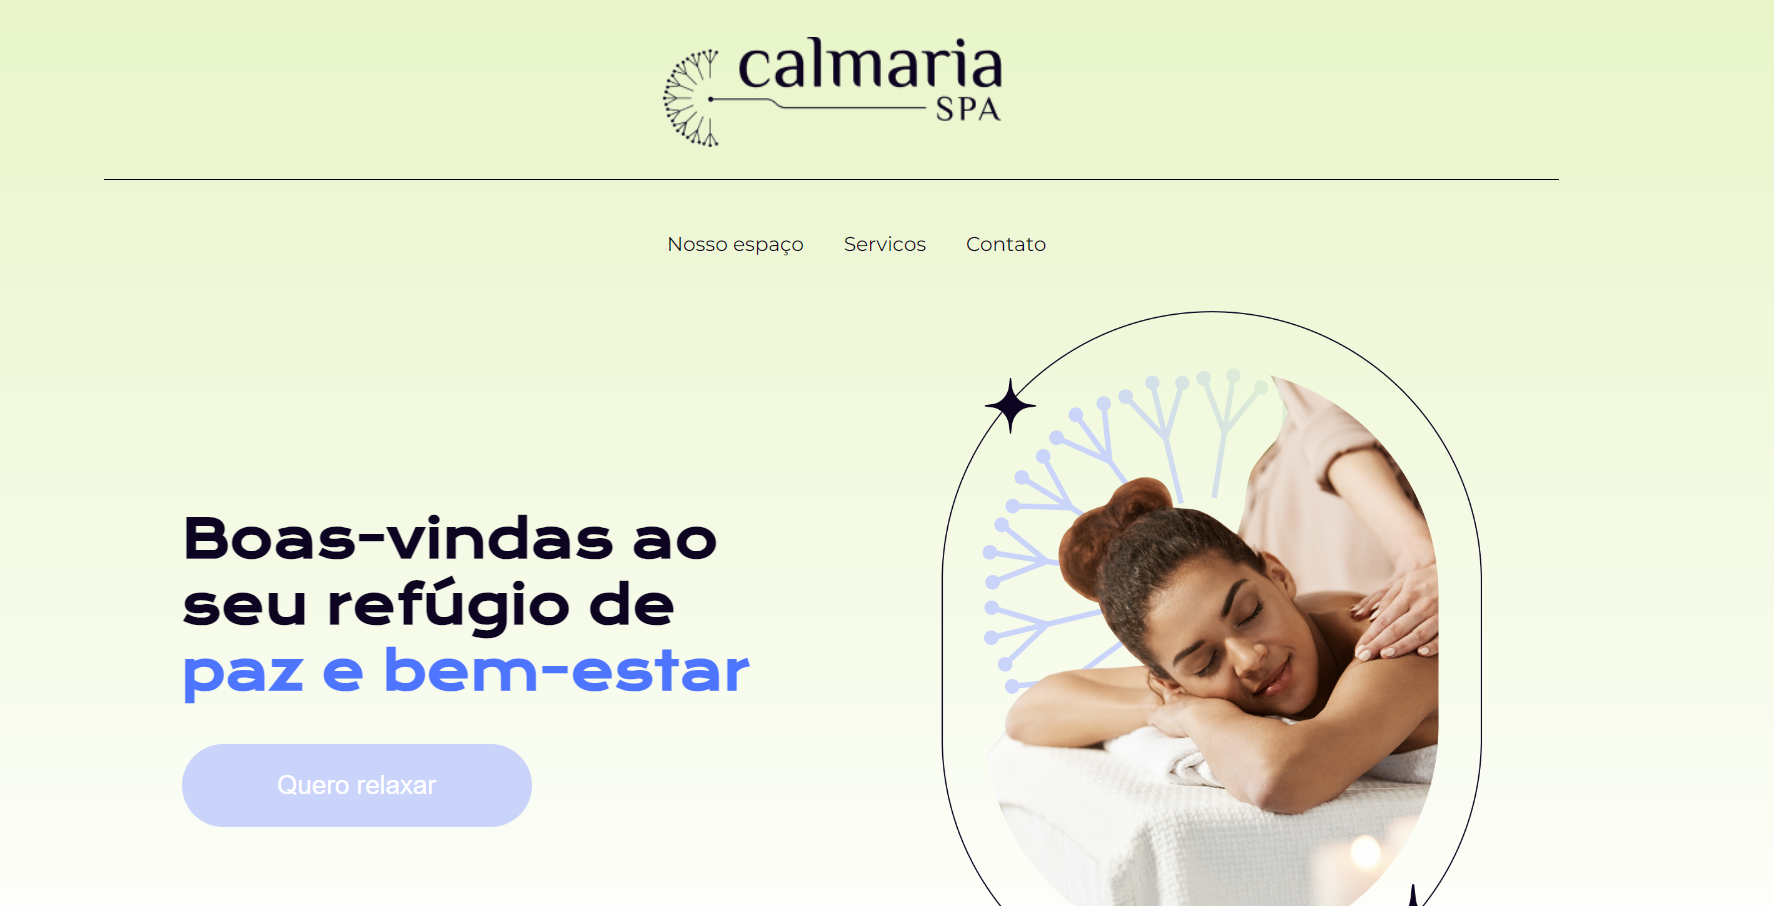 calmaria
SPA
Nosso espaço Servicos Contato
Boas-vindas ao
seu refúgio de
paz e bem-estar
Quero relaxar